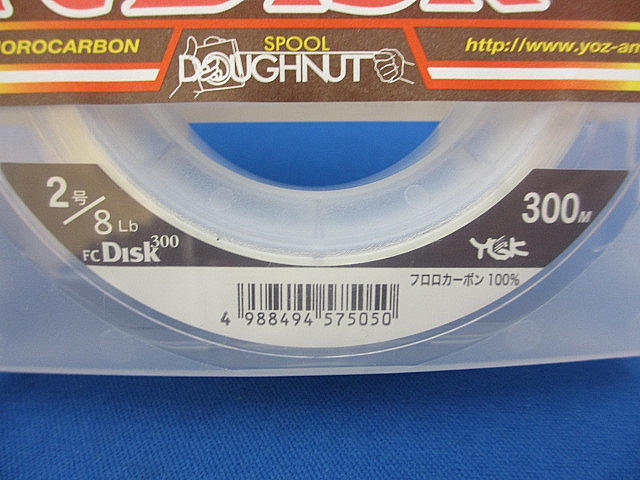 OROCARBON
SPOOL
DOUGHNUT
http://www.yoz-am
2号/8Lb
FC DIsk300
300M
YGK
フロロカーボン 100%
4 988494 575050